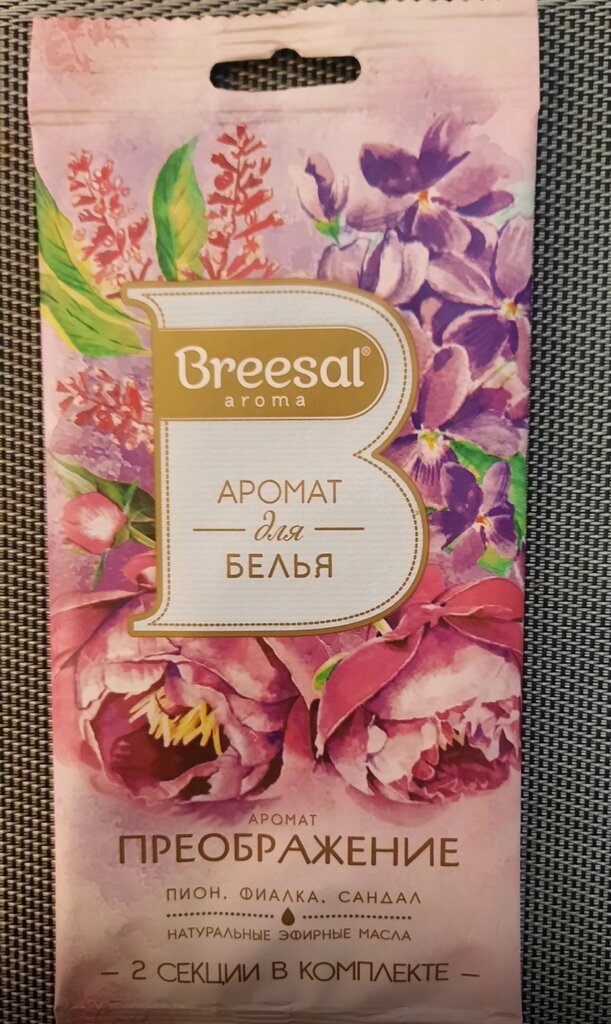 Breesal®
aroma
АРОМАТ
для
БЕЛЬЯ
АРОМАТ
ПРЕОБРАЖЕНИЕ
ПИОН, ФИАЛКА, САНДАЛ
НАТУРАЛЬНЫЕ ЭФИРНЫЕ МАСЛА
– 2 СЕКЦИИ В КОМПЛЕКТЕ –